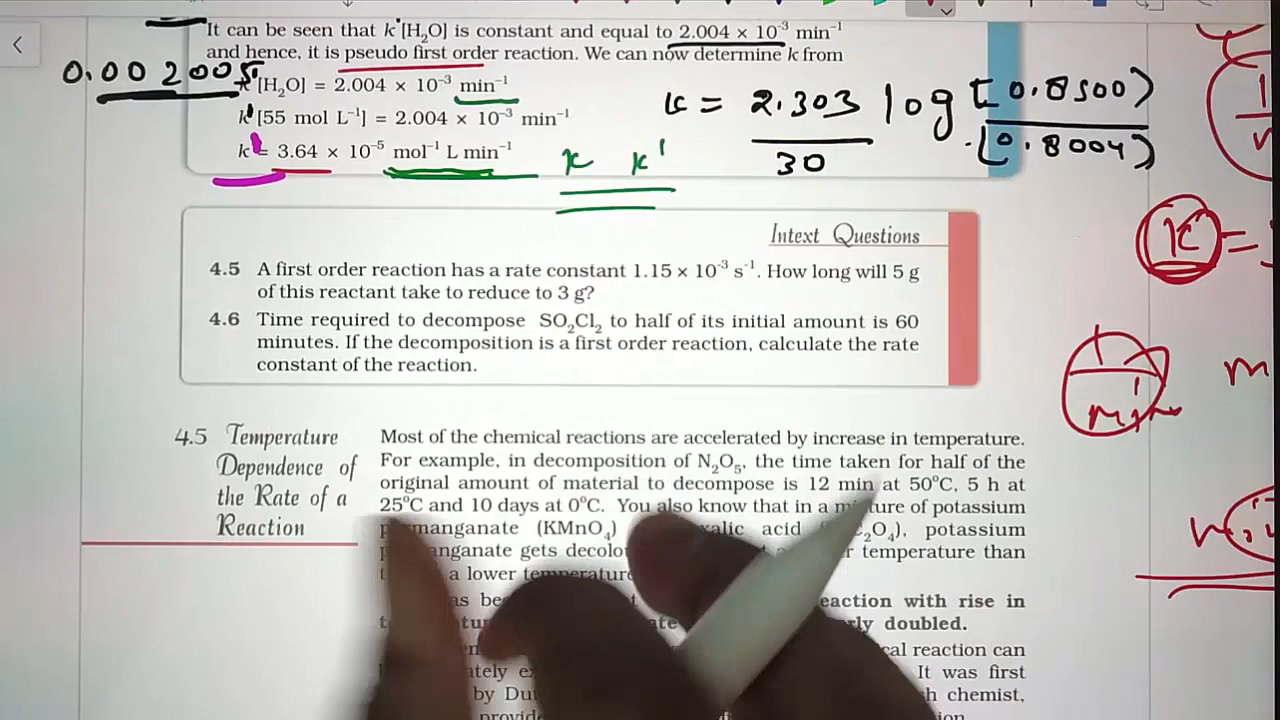 It can be seen that k'[H₂O] is constant and equal to 2.004 × 10⁻³ min⁻¹
and hence, it is pseudo first order reaction. We can now determine k from
0.002005
k'[H₂O] = 2.004 × 10⁻³ min⁻¹
k'[55 mol L⁻¹] = 2.004 × 10⁻³ min⁻¹
k = 3.64 × 10⁻⁵ mol⁻¹ L min⁻¹
k k'
k = 2.303 log [0.8500)
30 [0.8004)
k =
Intext Questions
4.5 A first order reaction has a rate constant 1.15 × 10⁻³ s⁻¹. How long will 5 g
of this reactant take to reduce to 3 g?
4.6 Time required to decompose SO₂Cl₂ to half of its initial amount is 60
minutes. If the decomposition is a first order reaction, calculate the rate
constant of the reaction.
4.5 Temperature
Dependence of
the Rate of a
Reaction
Most of the chemical reactions are accelerated by increase in temperature.
For example, in decomposition of N₂O₅, the time taken for half of the
original amount of material to decompose is 12 min at 50°C, 5 h at
25°C and 10 days at 0°C. You also know that in a mixture of potassium
(KMnO₄) acid potassium
gets temperature than
a lower temperature
reaction with rise in
doubled.
reaction can
It was first
by chemist,